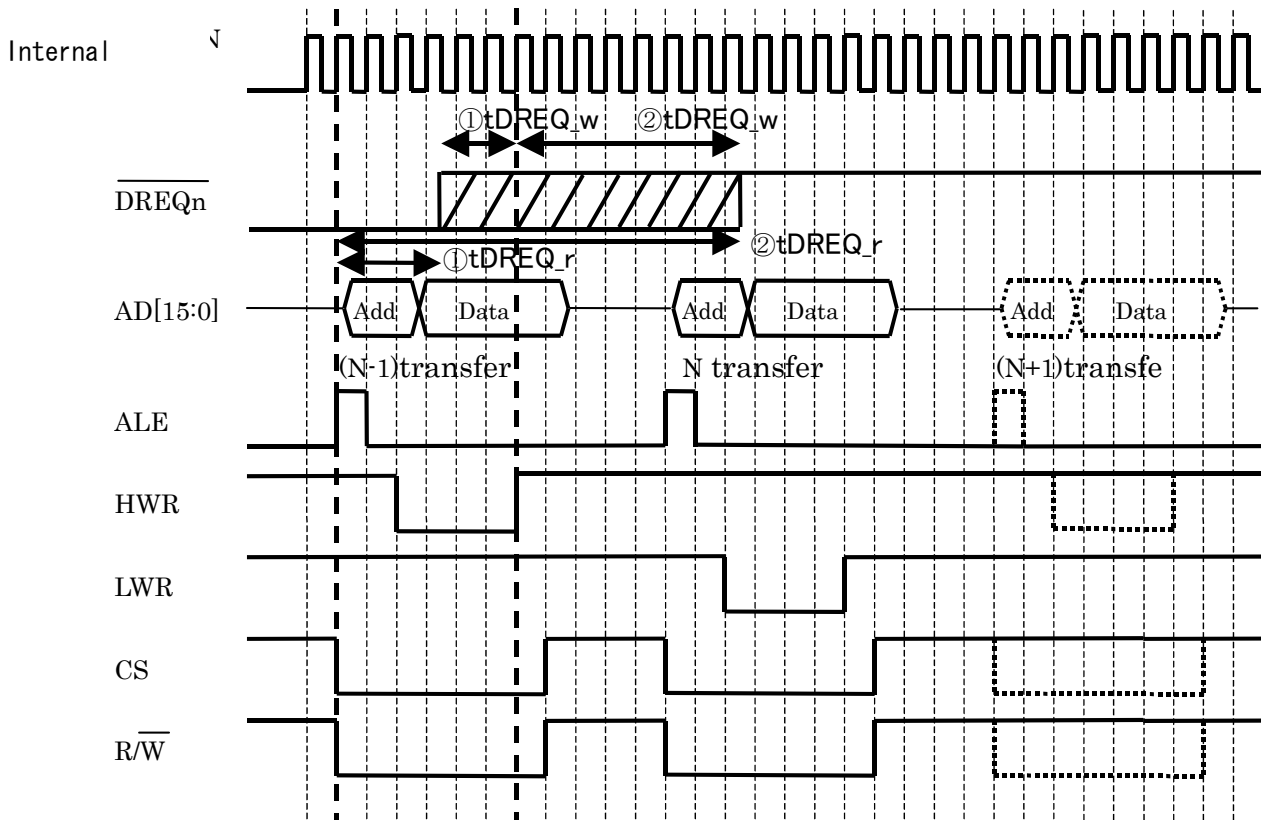 Internal N
①tDREQ_w ②tDREQ_w
DREQn
②tDREQ_r
①tDREQ_r
AD[15:0] Add Data Add Data Add Data
(N-1)transfer N transfer (N+1)transfe
ALE
HWR
LWR
CS
R/W